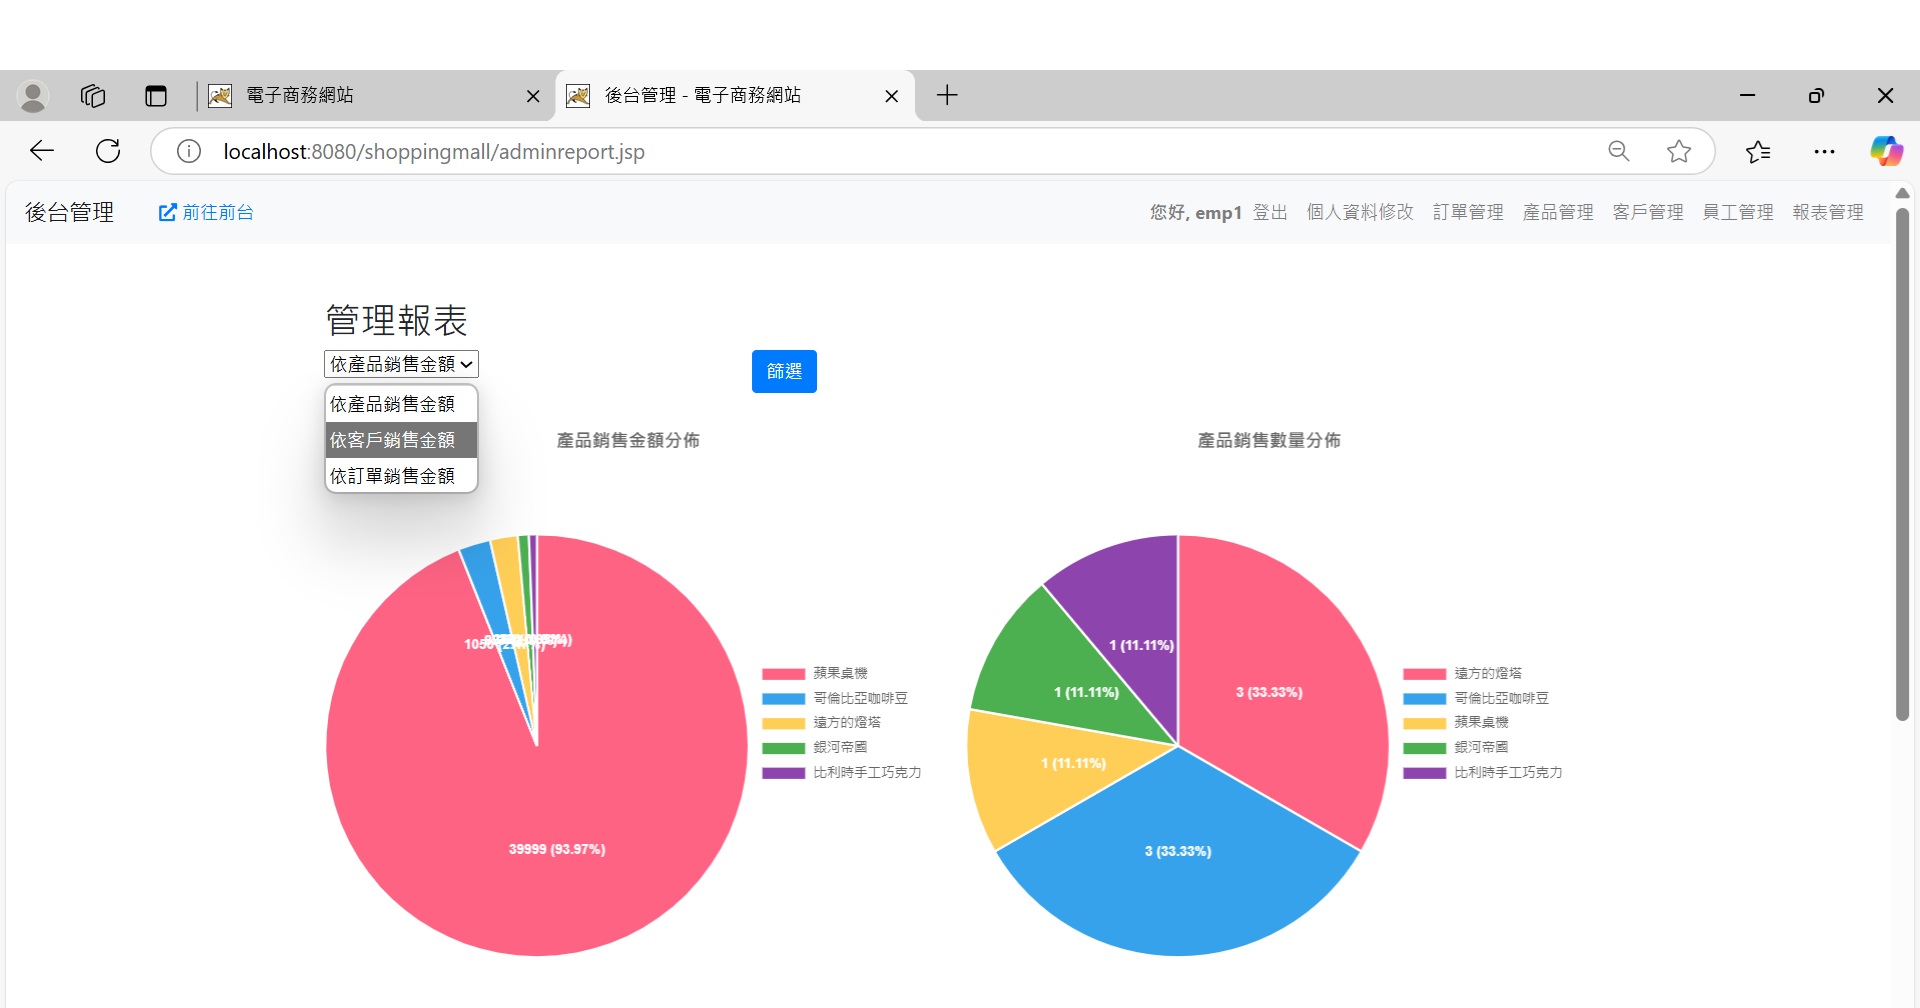 電子商務網站
後台管理 - 電子商務網站
localhost:8080/shoppingmall/adminreport.jsp
後台管理
前往前台
您好, emp1 登出 個人資料修改 訂單管理 產品管理 客戶管理 員工管理 報表管理
管理報表
依產品銷售金額
篩選
依產品銷售金額
依客戶銷售金額
依訂單銷售金額
產品銷售金額分佈
39999 (93.97%)
蘋果桌機
哥倫比亞咖啡豆
遠方的燈塔
銀河帝國
比利時手工巧克力
產品銷售數量分佈
1 (11.11%)
1 (11.11%)
3 (33.33%)
1 (11.11%)
3 (33.33%)
遠方的燈塔
哥倫比亞咖啡豆
蘋果桌機
銀河帝國
比利時手工巧克力